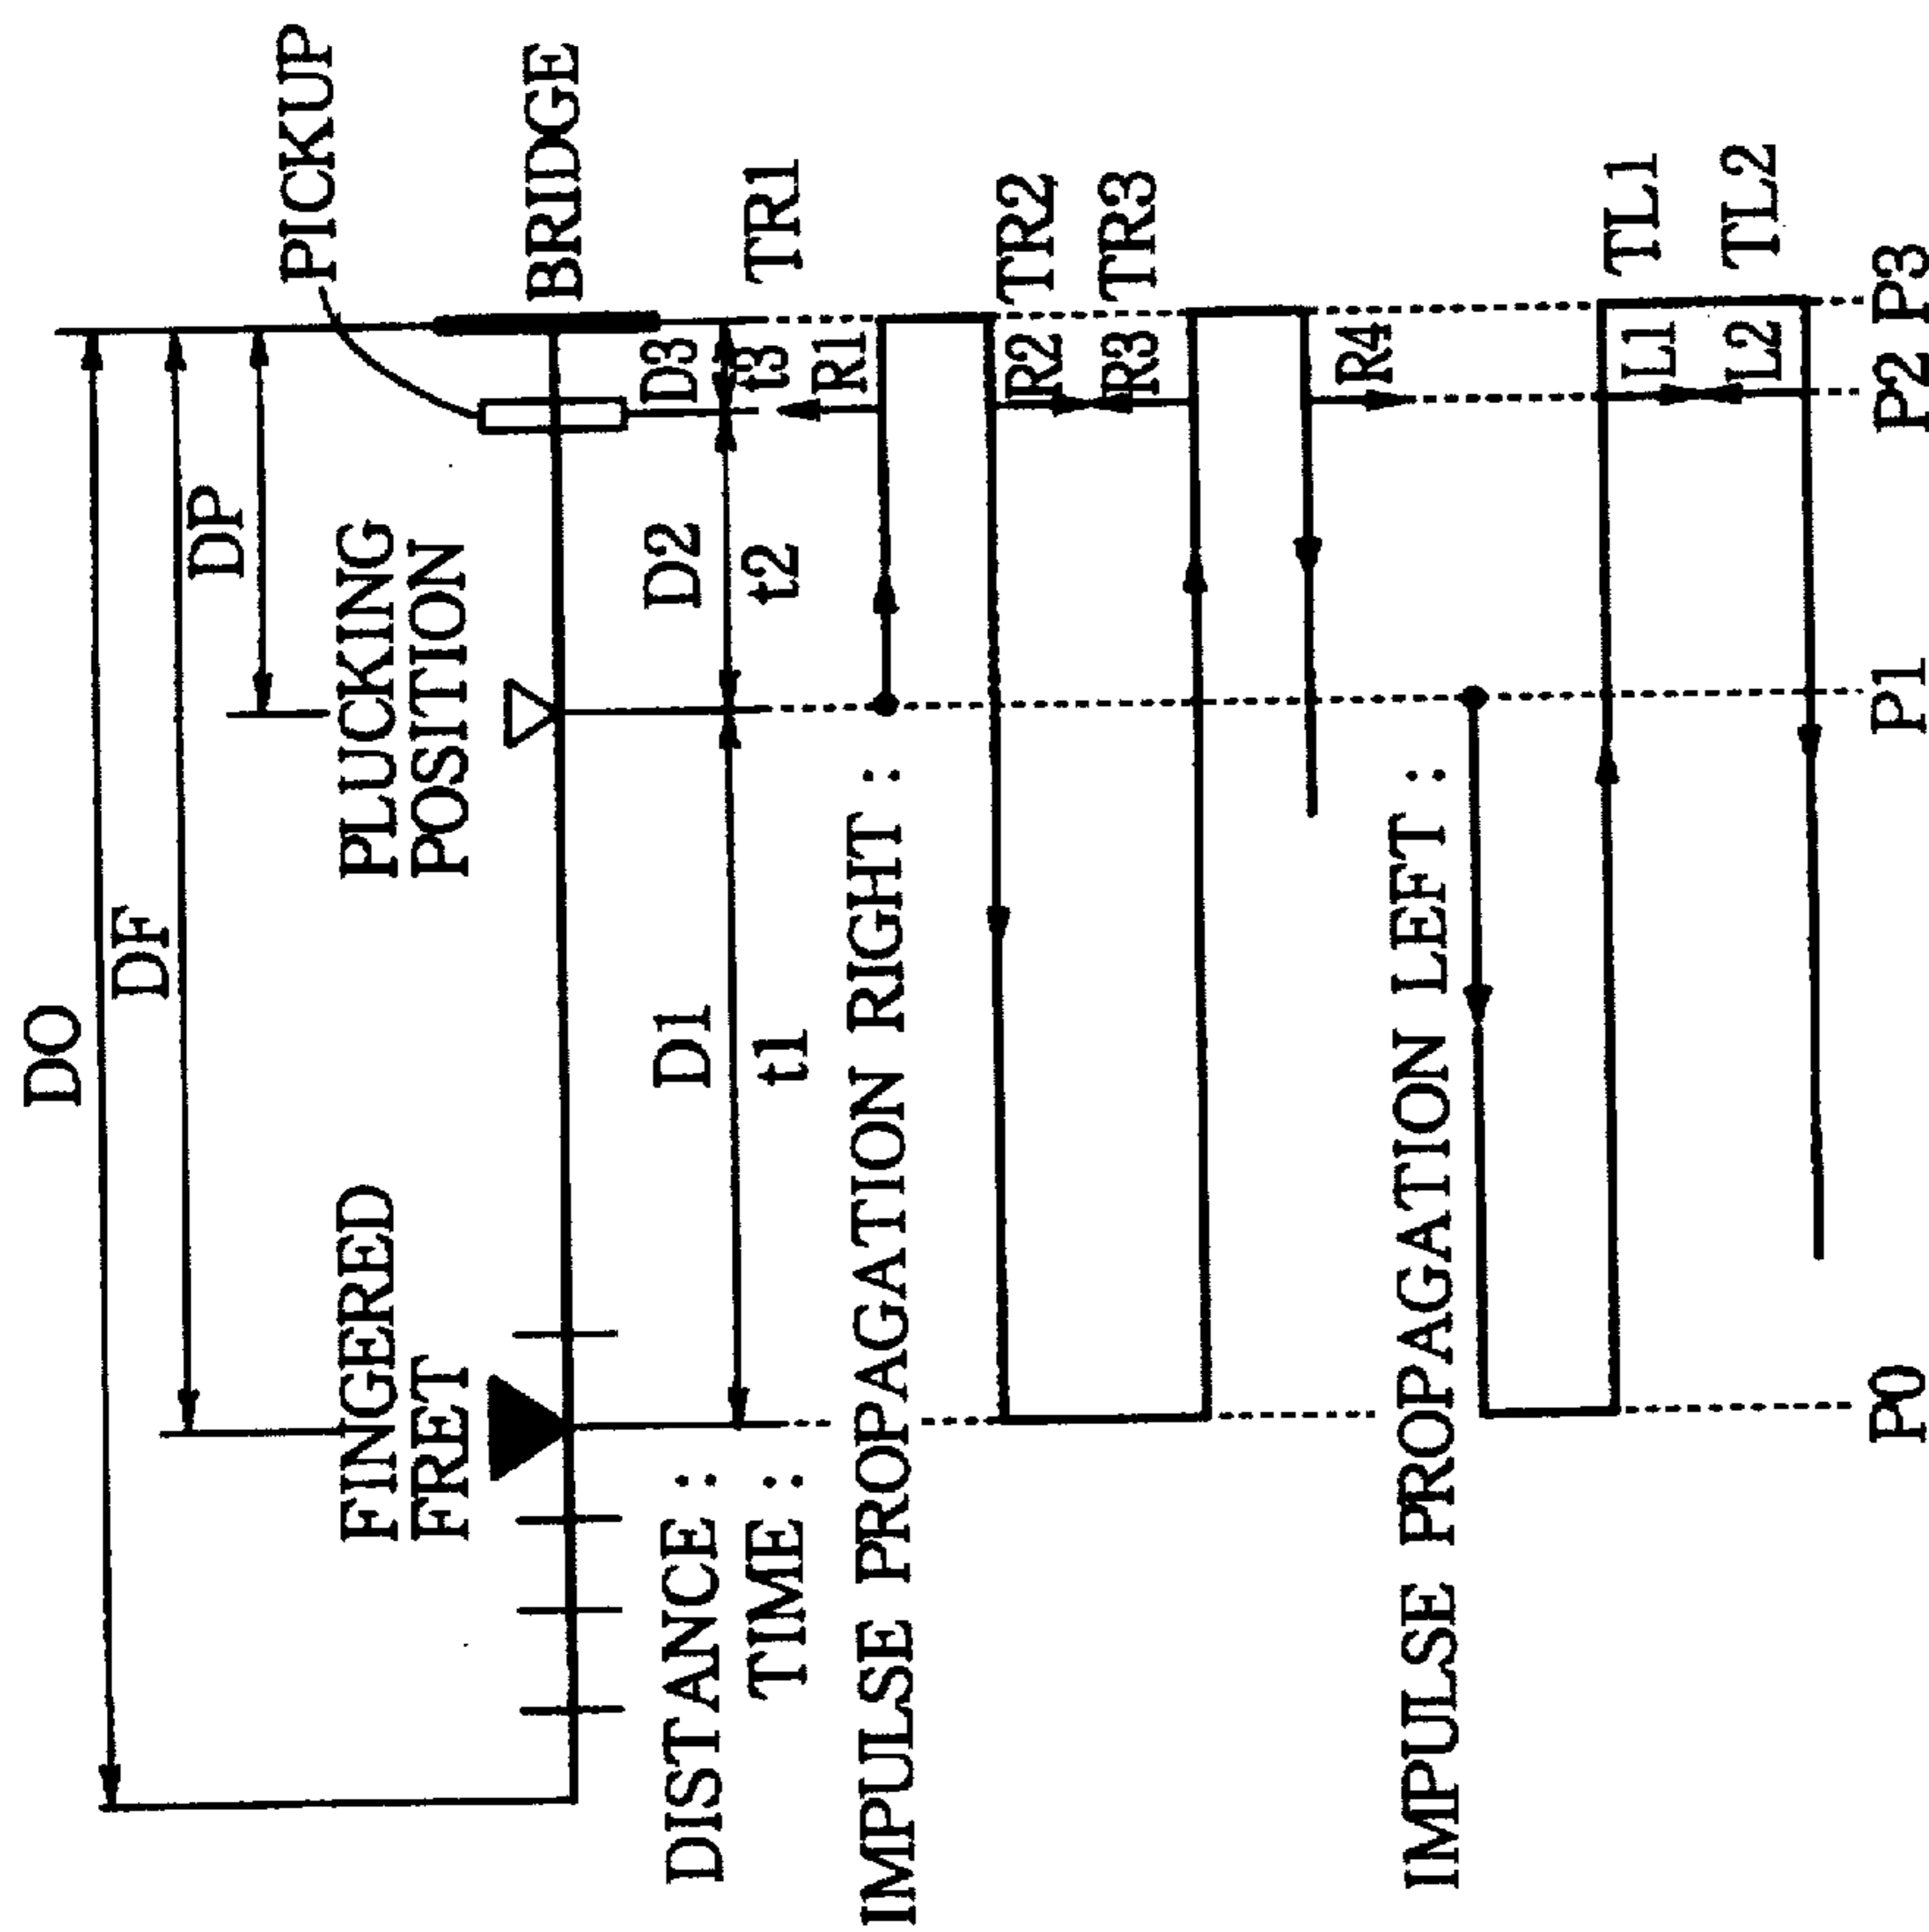 DO
DF
DP
PICKUP
FINGERED
FRET
PLUCKING
POSITION
BRIDGE
DISTANCE :
D1
D2
D3
TIME :
t1
t2
t3
TR1
IMPULSE PROPAGATION RIGHT :
R1
R2
TR2
R3
TR3
R4
IMPULSE PROPAGATION LEFT :
L1
TL1
L2
TL2
P0
P1
P2
P3